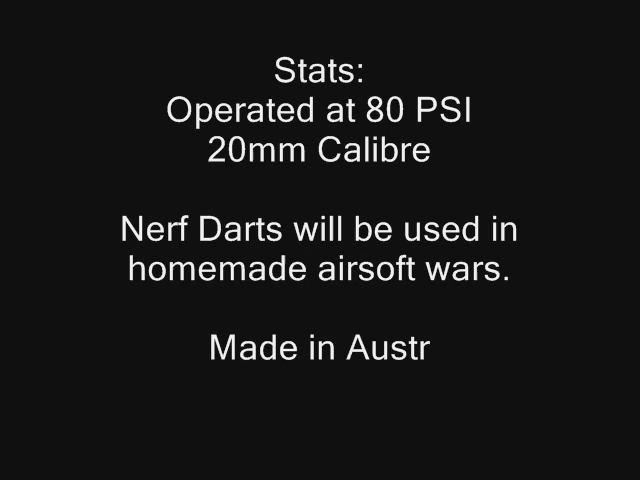 Stats:
Operated at 80 PSI
20mm Calibre
Nerf Darts will be used in
homemade airsoft wars.
Made in Austr